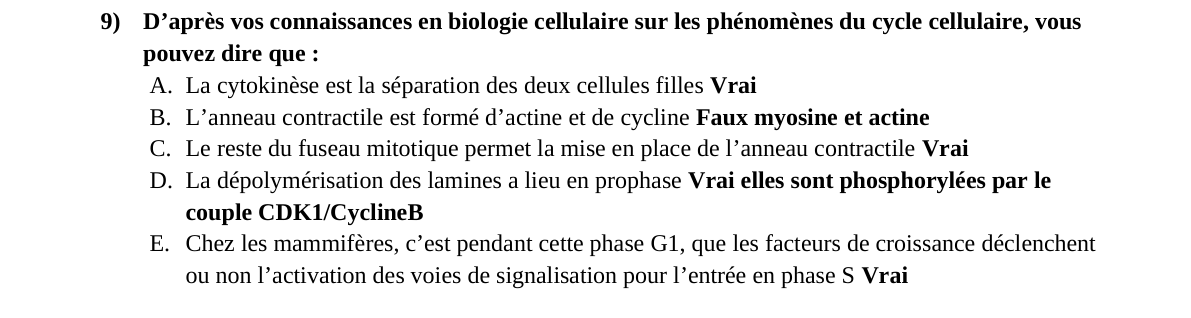 9) D’après vos connaissances en biologie cellulaire sur les phénomènes du cycle cellulaire, vous
pouvez dire que :
A. La cytokinèse est la séparation des deux cellules filles Vrai
B. L’anneau contractile est formé d’actine et de cycline Faux myosine et actine
C. Le reste du fuseau mitotique permet la mise en place de l’anneau contractile Vrai
D. La dépolymérisation des lamines a lieu en prophase Vrai elles sont phosphorylées par le
couple CDK1/CyclineB
E. Chez les mammifères, c’est pendant cette phase G1, que les facteurs de croissance déclenchent
ou non l’activation des voies de signalisation pour l’entrée en phase S Vrai